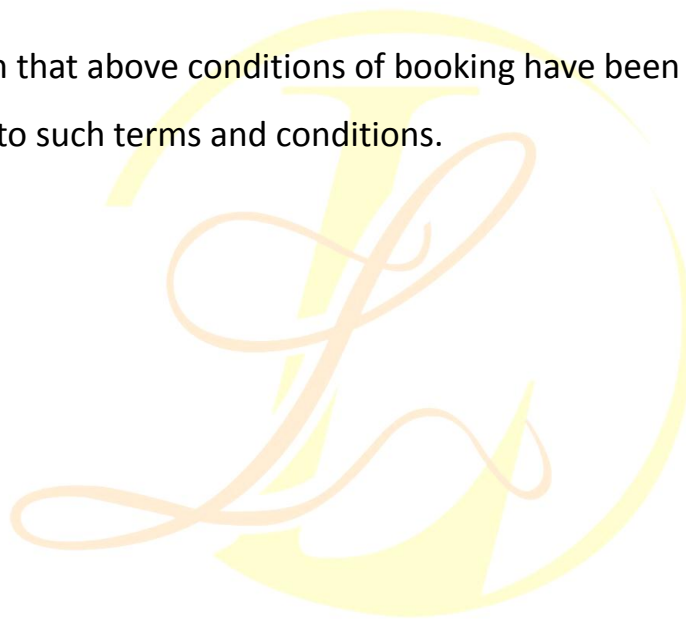 that above conditions of booking have been
to such terms and conditions.
L